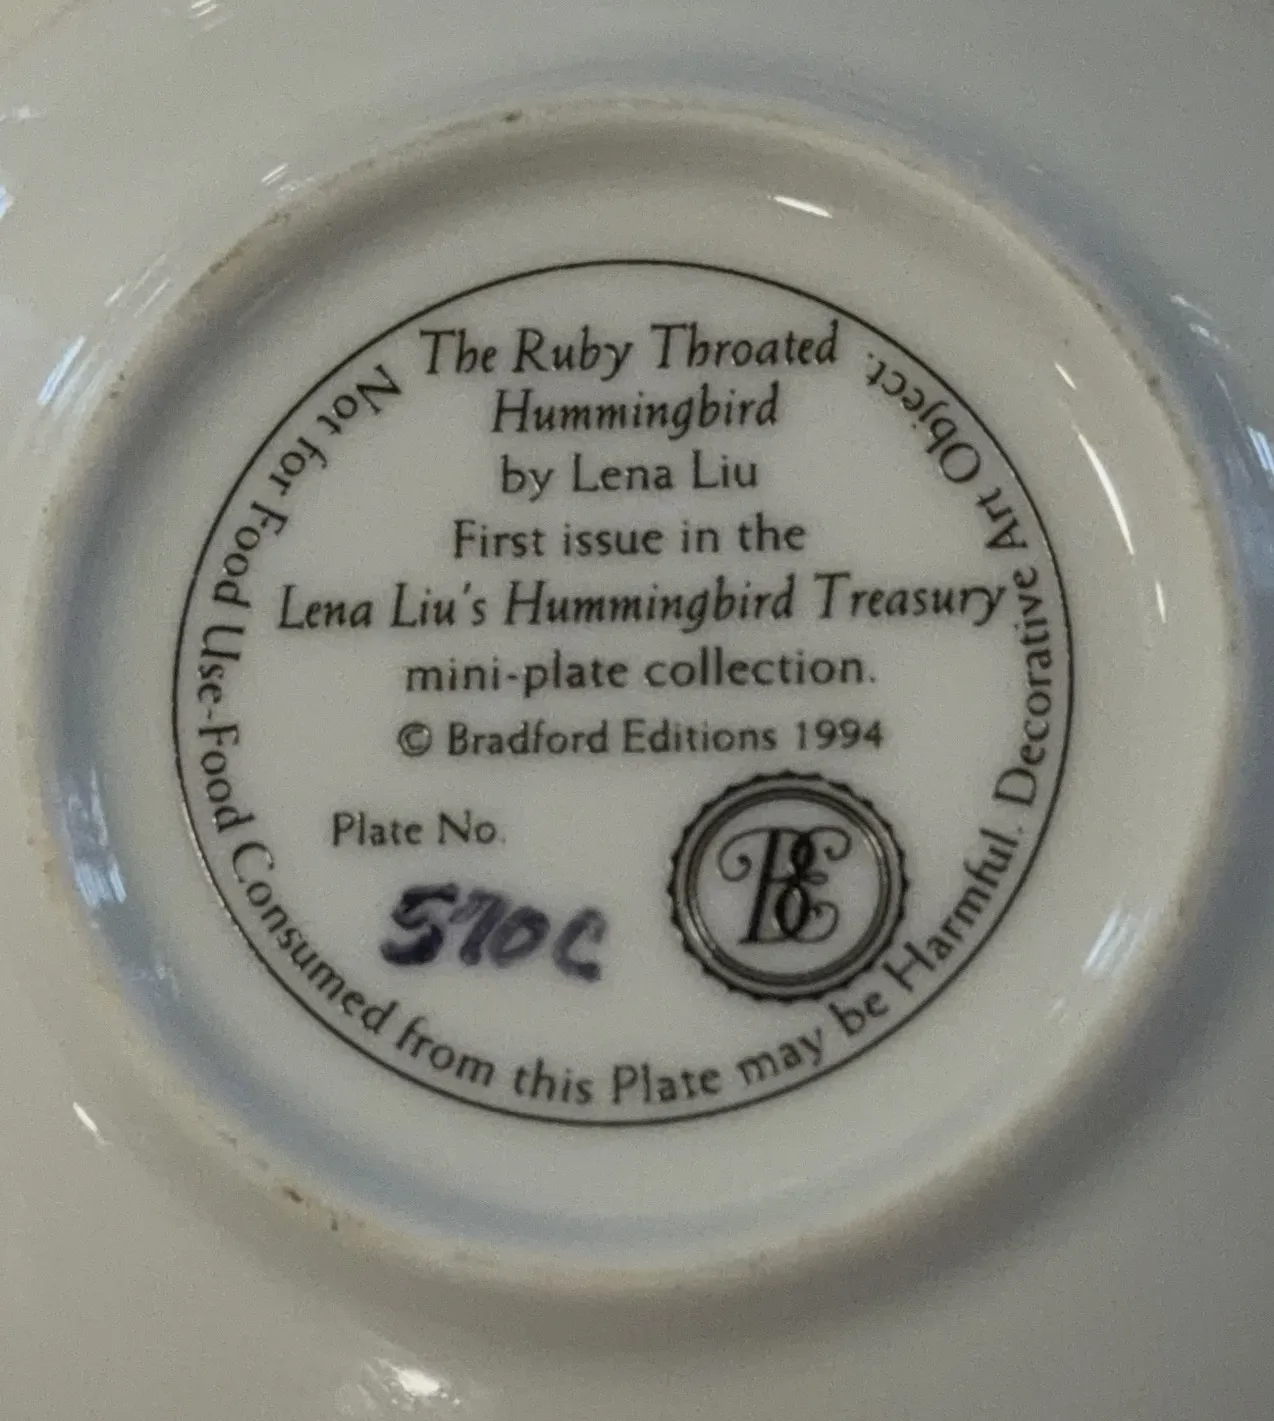 The Ruby Throated
Hummingbird
by Lena Liu
First issue in the
Lena Liu's Hummingbird Treasury
mini-plate collection.
© Bradford Editions 1994
Plate No.
570C
BE
Not for Food Use-Food Consumed from this Plate may be Harmful. Decorative Art Object.